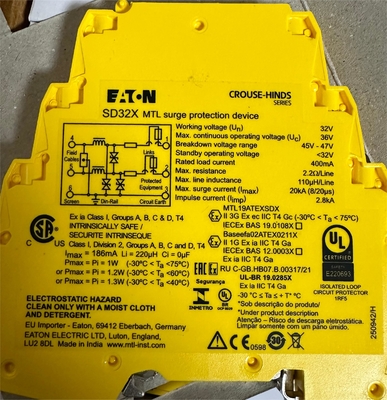 EATON
CROUSE-HINDS
SERIES
SD32X MTL surge protection device
Working voltage (UN) 32V
Max. continuous operating voltage (UC) 36V
Breakdown voltage range 45V - 47V
Standby operating voltage <32V
Rated load current 400mA
Max. resistance 2.2Ω/Line
Max. line inductance 110μH/Line
Max. surge current (Imax) 20kA (8/20μs)
Impulse current (Iimp) 2.8kA
Field
Cables
Protected
Equipment
Screen
Din-Rail
Circuit Earth
MTL19ATEXSDX
II 3G Ex ec IIC T4 Gc (-30°C < Ta < 75°C)
IECEx BAS 19.0108X
Baseefa02ATEX0211X
II 1G Ex ia IIC T4 Ga
IECEx BAS 12.0003X
Ex ia IIC T4 Ga
RU C-GB.HB07.B.00317/21
UL-BR 19.0285X
Ex ia IIC T4 Ga
Ex ia Class I, Groups A, B, C & D, T4
INTRINSICALLY SAFE /
SECURITE INTRINSEQUE
US Class I, Division 2, Groups A, B, C and D, T4
Imax = 186mA Li = 220μH Ci = 0μF
Pmax = Pi = 1W (-30°C < Ta <75°C)
or Pmax = Pi = 1.2W (-30°C < Ta <60°C)
or Pmax = Pi = 1.3W (-30°C < Ta <40°C)
ELECTROSTATIC HAZARD
CLEAN ONLY WITH A MOIST CLOTH
AND DETERGENT.
EU Importer - Eaton, 69412 Eberbach, Germany
EATON ELECTRIC LTD, Luton, England,
LU2 8DL Made in India www.mtl-inst.com
Segurança
INMETRO
*Sob descrição do produto/
*Under product description
Atenção - Risco de descarga eletrostática.
Limpar somente com um pano úmido
0598
UL
CERTIFIED
SAFETY
E220693
ISOLATED LOOP
CIRCUIT PROTECTOR
1RF5
250942/H